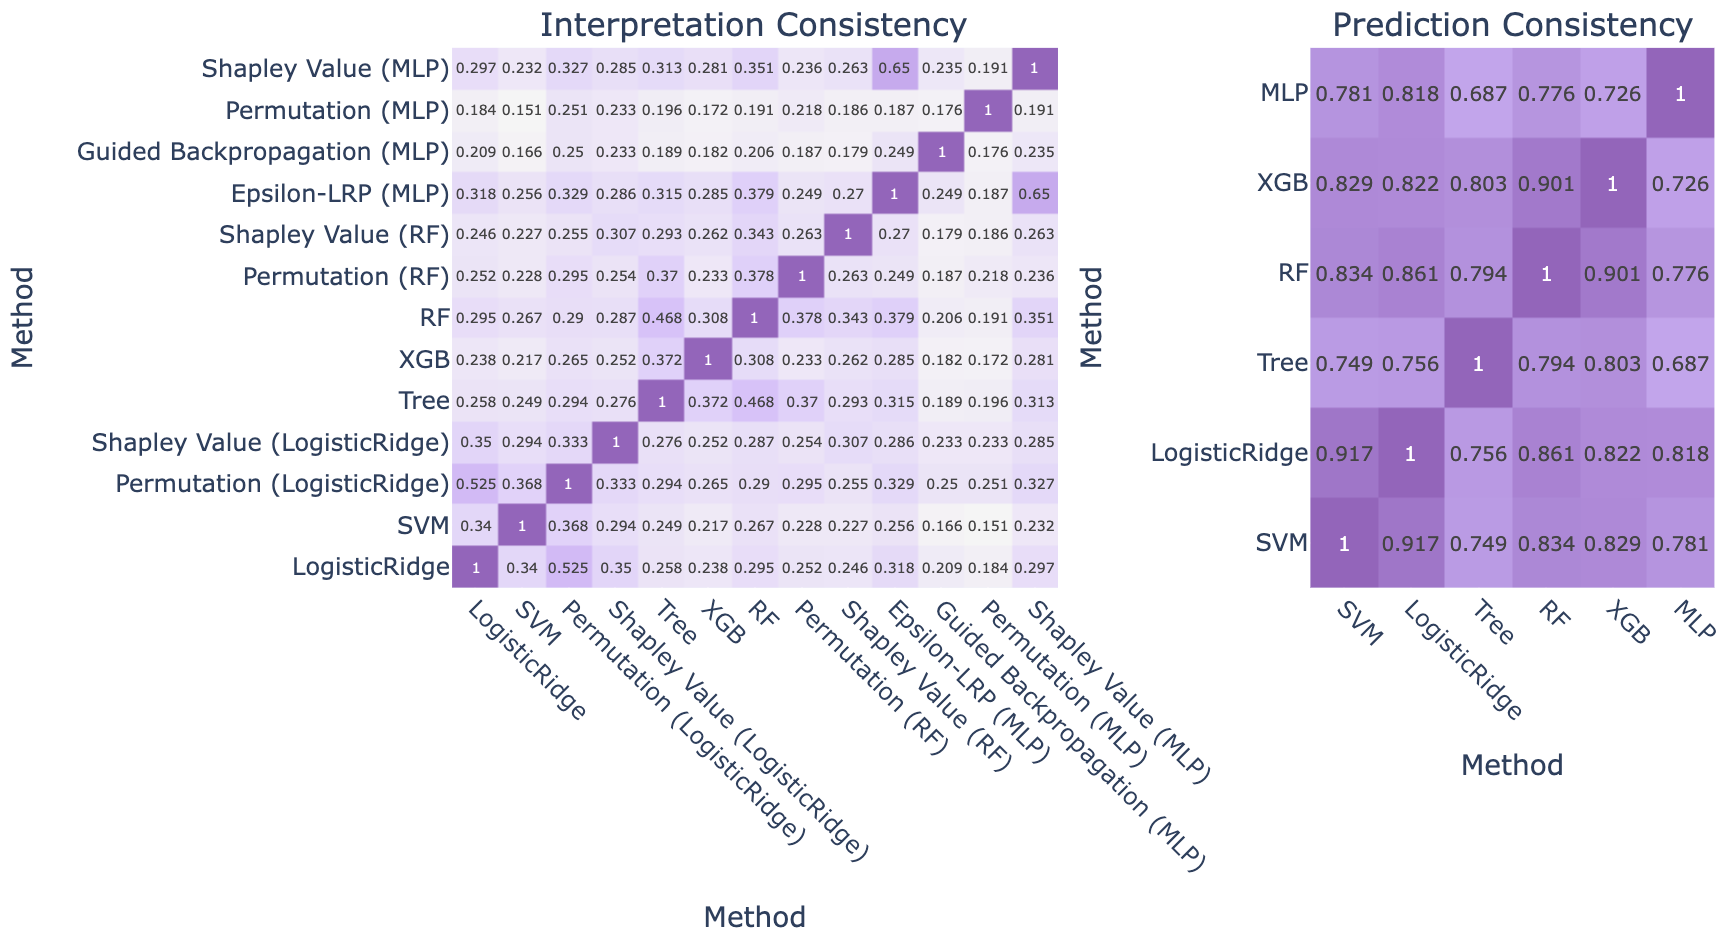 Interpretation Consistency
Method
Shapley Value (MLP) 0.297 0.232 0.327 0.285 0.313 0.281 0.351 0.236 0.263 0.65 0.235 0.191 1
Permutation (MLP) 0.184 0.151 0.251 0.233 0.196 0.172 0.191 0.218 0.186 0.187 0.176 1 0.191
Guided Backpropagation (MLP) 0.209 0.166 0.25 0.233 0.189 0.182 0.206 0.187 0.179 0.249 1 0.176 0.235
Epsilon-LRP (MLP) 0.318 0.256 0.329 0.286 0.315 0.285 0.379 0.249 0.27 1 0.249 0.187 0.65
Shapley Value (RF) 0.246 0.227 0.255 0.307 0.293 0.262 0.343 0.263 1 0.27 0.179 0.186 0.263
Permutation (RF) 0.252 0.228 0.295 0.254 0.37 0.233 0.378 1 0.263 0.249 0.187 0.218 0.236
RF 0.295 0.267 0.29 0.287 0.468 0.308 1 0.378 0.343 0.379 0.206 0.191 0.351
XGB 0.238 0.217 0.265 0.252 0.372 1 0.308 0.233 0.262 0.285 0.182 0.172 0.281
Tree 0.258 0.249 0.294 0.276 1 0.372 0.468 0.37 0.293 0.315 0.189 0.196 0.313
Shapley Value (LogisticRidge) 0.35 0.294 0.333 1 0.276 0.252 0.287 0.254 0.307 0.286 0.233 0.233 0.285
Permutation (LogisticRidge) 0.525 0.368 1 0.333 0.294 0.265 0.29 0.295 0.255 0.329 0.25 0.251 0.327
SVM 0.34 1 0.368 0.294 0.249 0.217 0.267 0.228 0.227 0.256 0.166 0.151 0.232
LogisticRidge 1 0.34 0.525 0.35 0.258 0.238 0.295 0.252 0.246 0.318 0.209 0.184 0.297
LogisticRidge
SVM
Permutation (LogisticRidge)
Shapley Value (LogisticRidge)
Tree
XGB
RF
Permutation (RF)
Shapley Value (RF)
Epsilon-LRP (MLP)
Guided Backpropagation (MLP)
Permutation (MLP)
Shapley Value (MLP)
Method
Prediction Consistency
Method
MLP 0.781 0.818 0.687 0.776 0.726 1
XGB 0.829 0.822 0.803 0.901 1 0.726
RF 0.834 0.861 0.794 1 0.901 0.776
Tree 0.749 0.756 1 0.794 0.803 0.687
LogisticRidge 0.917 1 0.756 0.861 0.822 0.818
SVM 1 0.917 0.749 0.834 0.829 0.781
SVM
LogisticRidge
Tree
RF
XGB
MLP
Method